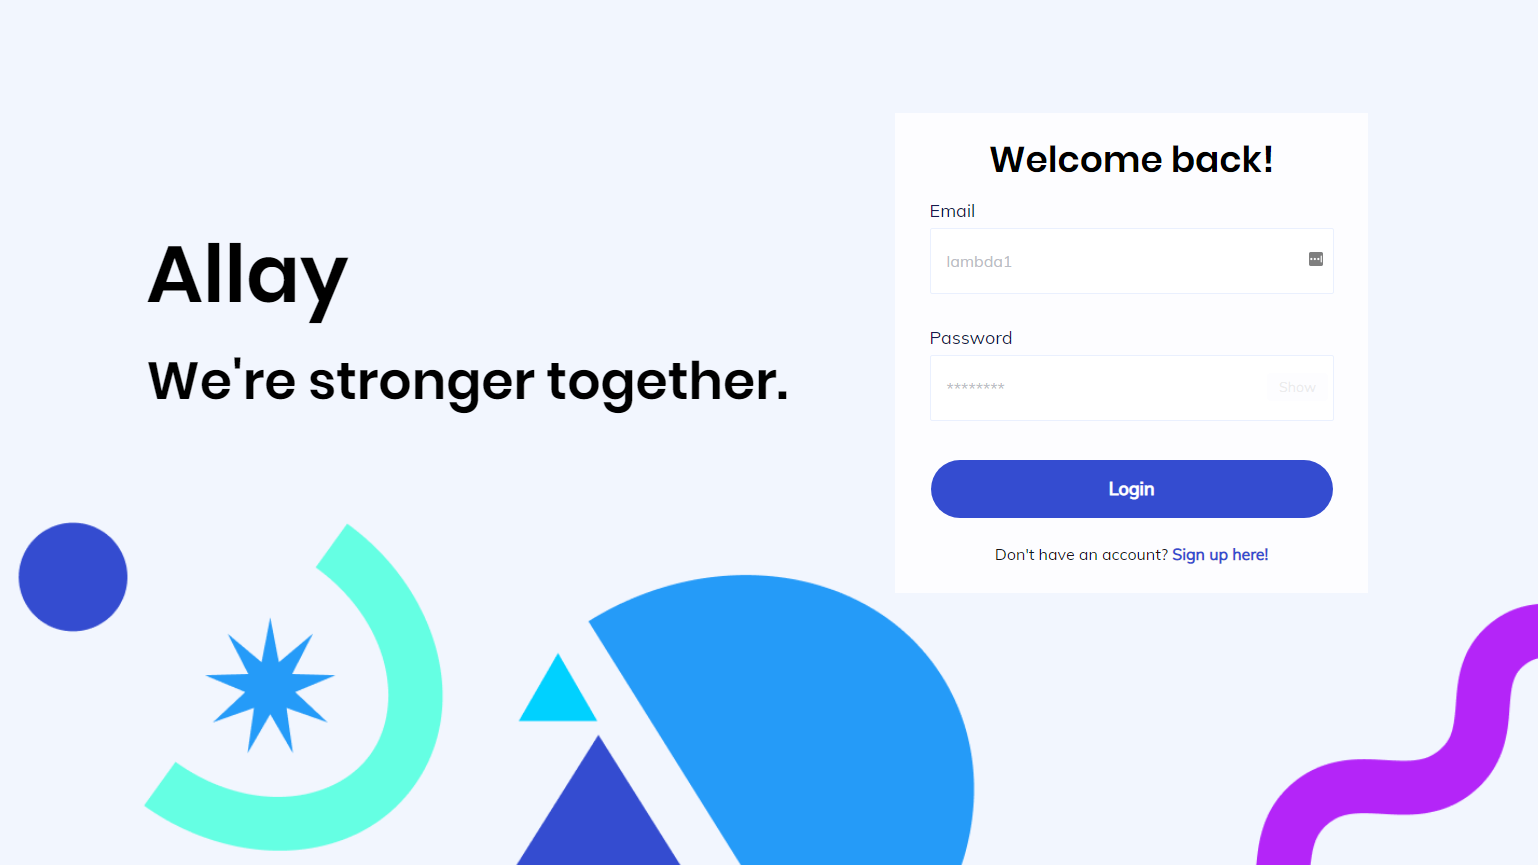 Allay
We're stronger together.
Welcome back!
Email
lambda1
Password
********
Show
Login
Don't have an account? Sign up here!